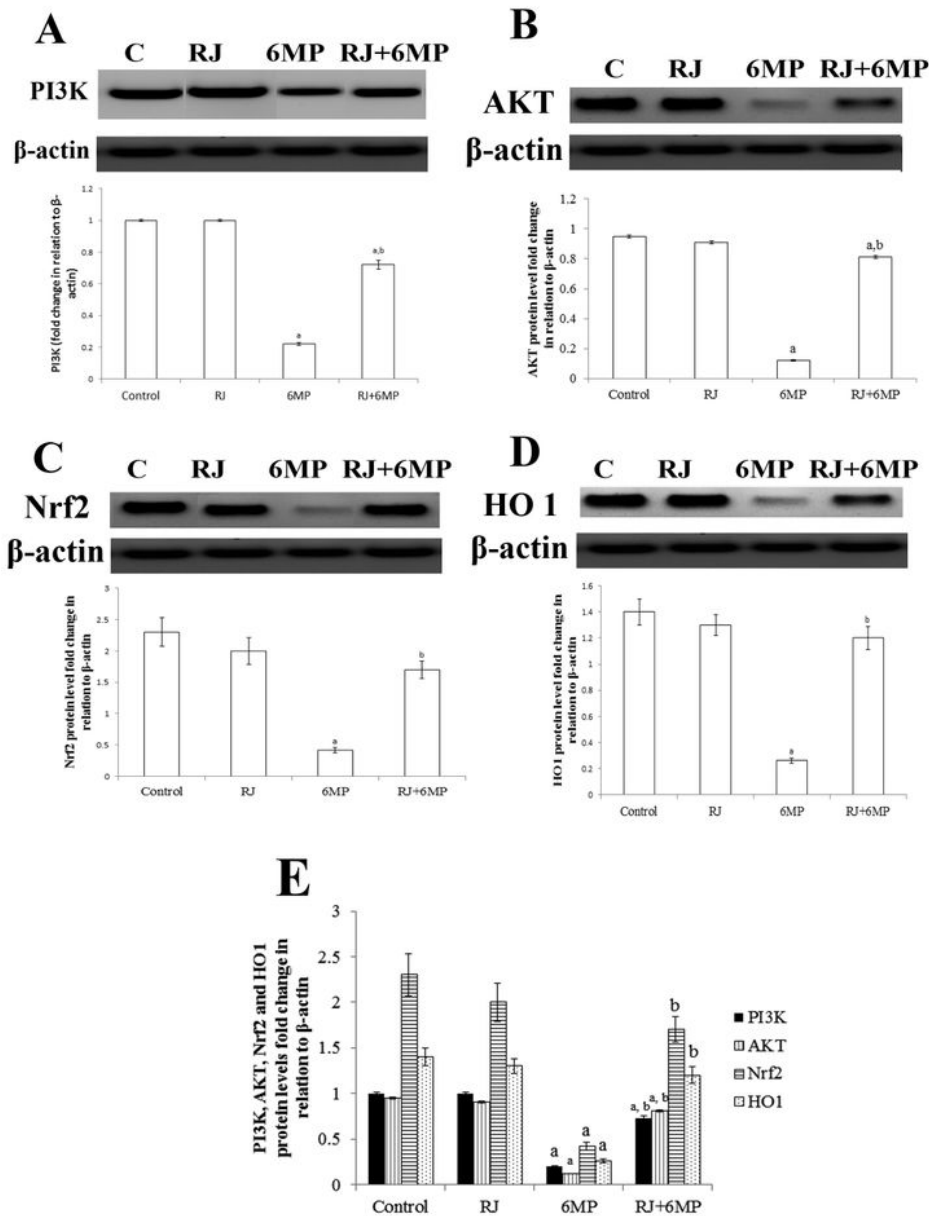 A
C RJ 6MP RJ+6MP
PI3K
β-actin
PI3K (fold change in relation to β-
actin)
1.2
1
0.8
0.6
0.4
0.2
0
a
a,b
Control RJ 6MP RJ+6MP
B
C RJ 6MP RJ+6MP
AKT
β-actin
AKT protein level fold change
in relation to β-actin
1.2
1
0.8
0.6
0.4
0.2
0
a
a,b
Control RJ 6MP RJ+6MP
C
C RJ 6MP RJ+6MP
Nrf2
β-actin
Nrf2 protein level fold change in
relation to β-actin
3
2.5
2
1.5
1
0.5
0
a
b
Control RJ 6MP RJ+6MP
D
C RJ 6MP RJ+6MP
HO 1
β-actin
HO1 protein level fold change in
relation to β-actin
1.6
1.4
1.2
1
0.8
0.6
0.4
0.2
0
a
b
Control RJ 6MP RJ+6MP
E
PI3K, AKT, Nrf2 and HO1
protein levels fold change in
relation to β-actin
3
2.5
2
1.5
1
0.5
0
a a a a
a, b a, b b b
Control RJ 6MP RJ+6MP
PI3K
AKT
Nrf2
HO1